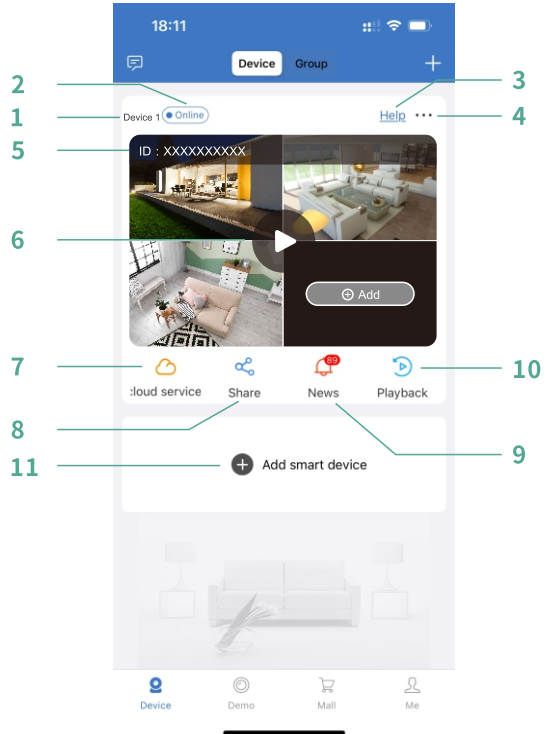 18:11
Device Group
2
3
1 Device 1 Online Help 4
5 ID : XXXXXXXXXX
6
Add
7 10
:loud service Share 89 News Playback
8
9
11 Add smart device
Device Demo Mall Me